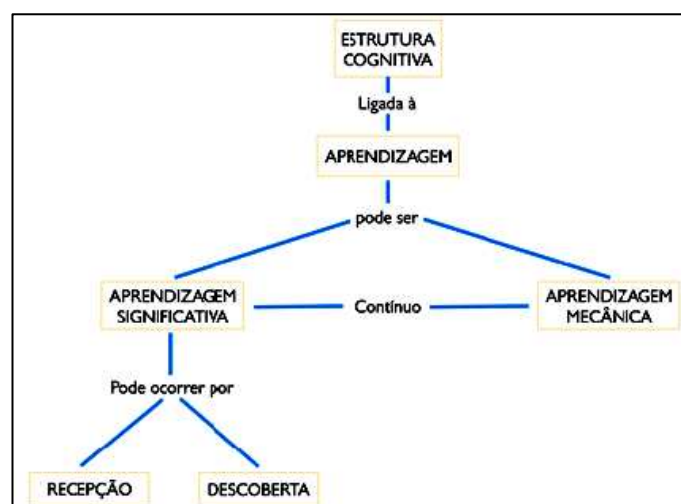 ESTRUTURA
COGNITIVA
Ligada à
APRENDIZAGEM
pode ser
APRENDIZAGEM
SIGNIFICATIVA
Contínuo
APRENDIZAGEM
MECÂNICA
Pode ocorrer por
RECEPÇÃO
DESCOBERTA